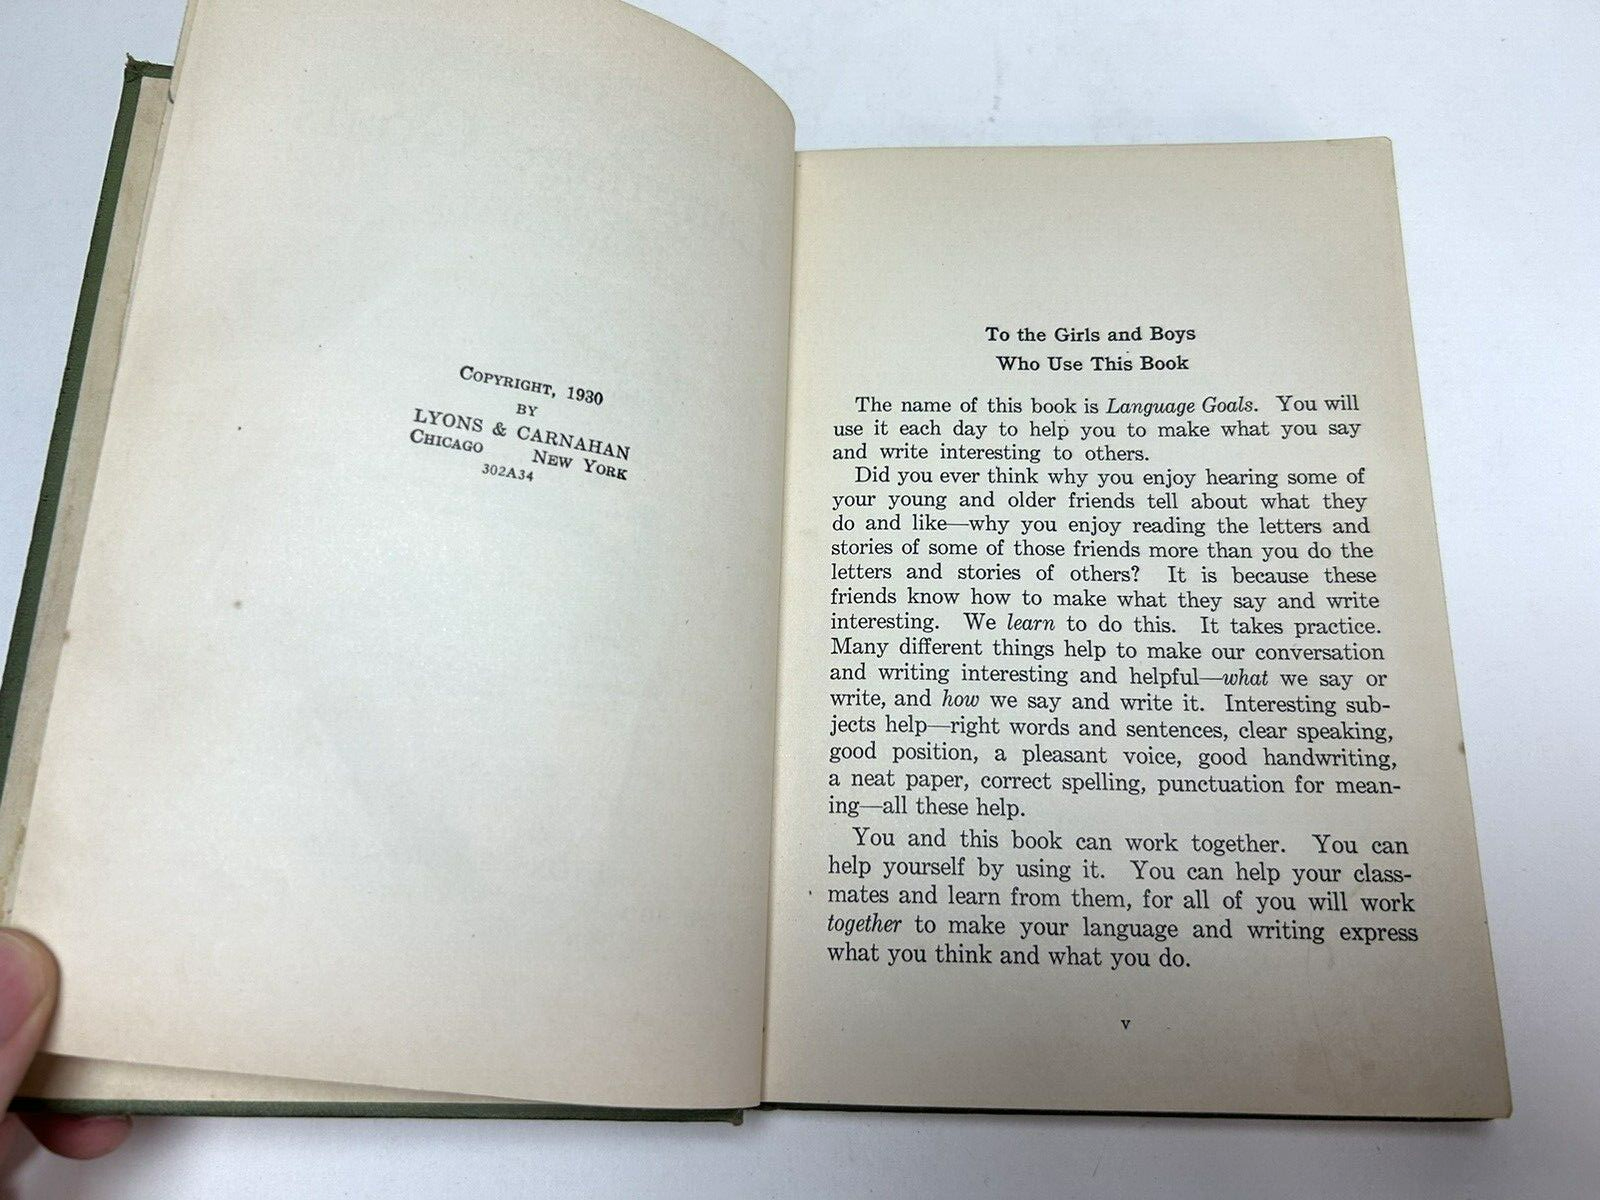 COPYRIGHT, 1930
BY
LYONS & CARNAHAN
CHICAGO NEW YORK
302A34
To the Girls and Boys
Who Use This Book
The name of this book is Language Goals. You will
use it each day to help you to make what you say
and write interesting to others.
Did you ever think why you enjoy hearing some of
your young and older friends tell about what they
do and like—why you enjoy reading the letters and
stories of some of those friends more than you do the
letters and stories of others? It is because these
friends know how to make what they say and write
interesting. We learn to do this. It takes practice.
Many different things help to make our conversation
and writing interesting and helpful—what we say or
write, and how we say and write it. Interesting sub-
jects help—right words and sentences, clear speaking,
good position, a pleasant voice, good handwriting,
a neat paper, correct spelling, punctuation for mean-
ing—all these help.
You and this book can work together. You can
help yourself by using it. You can help your class-
mates and learn from them, for all of you will work
together to make your language and writing express
what you think and what you do.
v